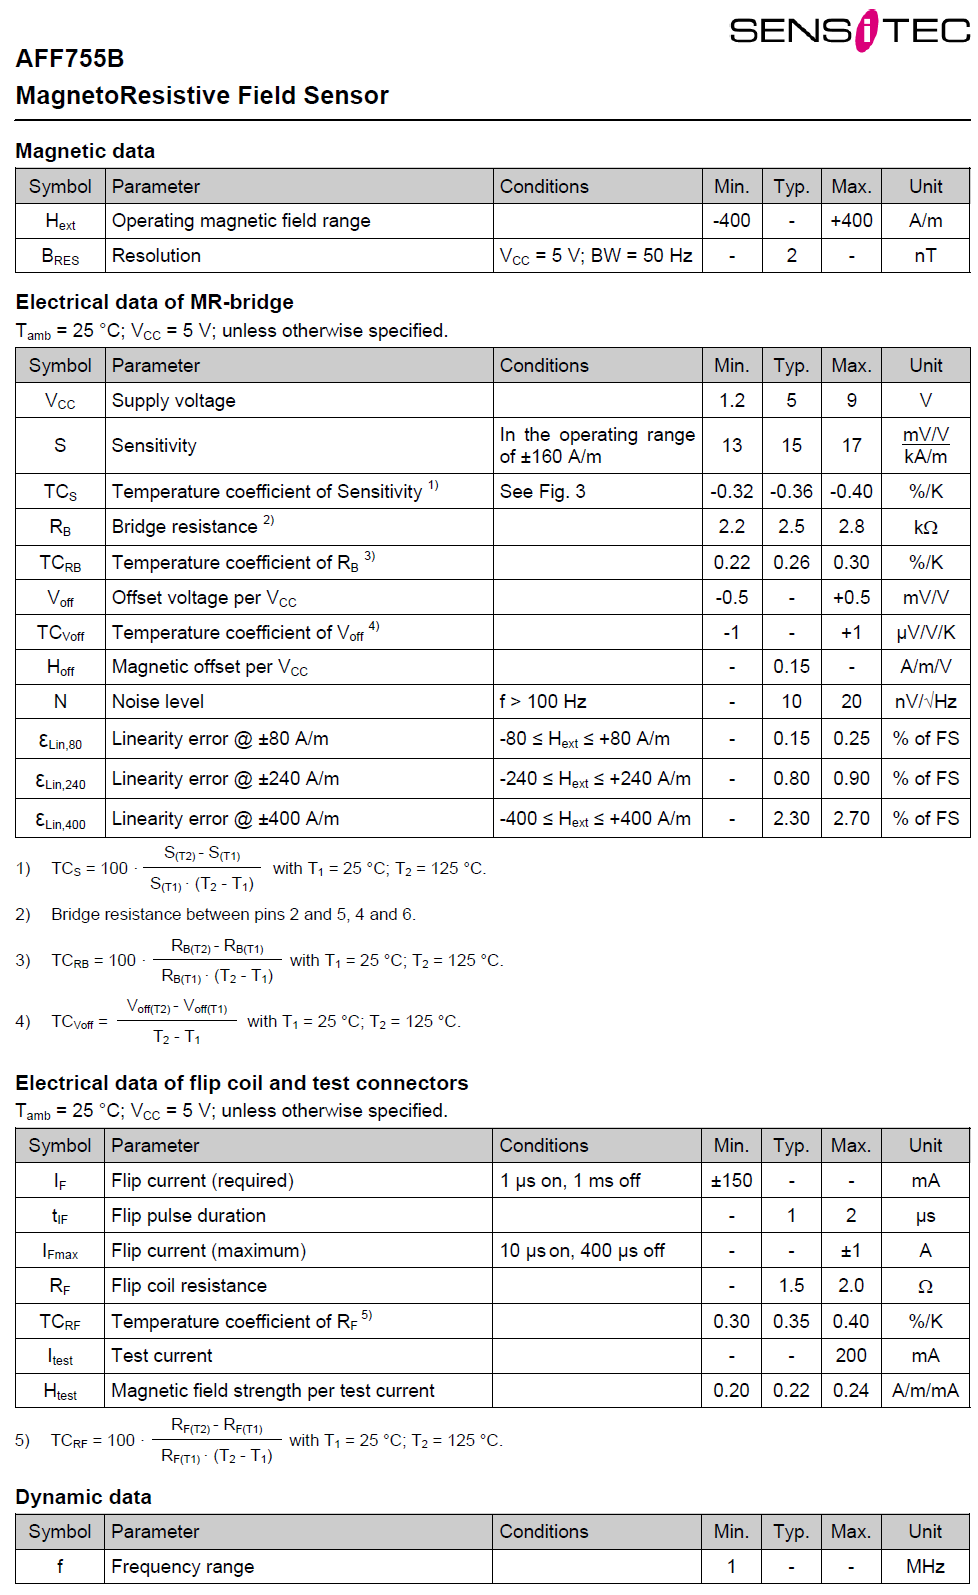 SENSiTEC
AFF755B
MagnetoResistive Field Sensor
Magnetic data
Symbol Parameter Conditions Min. Typ. Max. Unit
Hext Operating magnetic field range -400 - +400 A/m
BRES Resolution VCC = 5 V; BW = 50 Hz - 2 - nT
Electrical data of MR-bridge
Tamb = 25 °C; VCC = 5 V; unless otherwise specified.
Symbol Parameter Conditions Min. Typ. Max. Unit
VCC Supply voltage 1.2 5 9 V
S Sensitivity In the operating range of ±160 A/m 13 15 17 mV/V kA/m
TCS Temperature coefficient of Sensitivity 1) See Fig. 3 -0.32 -0.36 -0.40 %/K
RB Bridge resistance 2) 2.2 2.5 2.8 kΩ
TCRB Temperature coefficient of RB 3) 0.22 0.26 0.30 %/K
Voff Offset voltage per VCC -0.5 - +0.5 mV/V
TCVoff Temperature coefficient of Voff 4) -1 - +1 µV/V/K
Hoff Magnetic offset per VCC - 0.15 - A/m/V
N Noise level f > 100 Hz - 10 20 nV/√Hz
εLin,80 Linearity error @ ±80 A/m -80 ≤ Hext ≤ +80 A/m - 0.15 0.25 % of FS
εLin,240 Linearity error @ ±240 A/m -240 ≤ Hext ≤ +240 A/m - 0.80 0.90 % of FS
εLin,400 Linearity error @ ±400 A/m -400 ≤ Hext ≤ +400 A/m - 2.30 2.70 % of FS
1) TCS = 100 · S(T2) - S(T1) / S(T1) · (T2 - T1) with T1 = 25 °C; T2 = 125 °C.
2) Bridge resistance between pins 2 and 5, 4 and 6.
3) TCRB = 100 · RB(T2) - RB(T1) / RB(T1) · (T2 - T1) with T1 = 25 °C; T2 = 125 °C.
4) TCVoff = Voff(T2) - Voff(T1) / T2 - T1 with T1 = 25 °C; T2 = 125 °C.
Electrical data of flip coil and test connectors
Tamb = 25 °C; VCC = 5 V; unless otherwise specified.
Symbol Parameter Conditions Min. Typ. Max. Unit
IF Flip current (required) 1 µs on, 1 ms off ±150 - - mA
tIF Flip pulse duration - 1 2 µs
IFmax Flip current (maximum) 10 µs on, 400 µs off - - ±1 A
RF Flip coil resistance - 1.5 2.0 Ω
TCRF Temperature coefficient of RF 5) 0.30 0.35 0.40 %/K
Itest Test current - - 200 mA
Htest Magnetic field strength per test current 0.20 0.22 0.24 A/m/mA
5) TCRF = 100 · RF(T2) - RF(T1) / RF(T1) · (T2 - T1) with T1 = 25 °C; T2 = 125 °C.
Dynamic data
Symbol Parameter Conditions Min. Typ. Max. Unit
f Frequency range 1 - - MHz